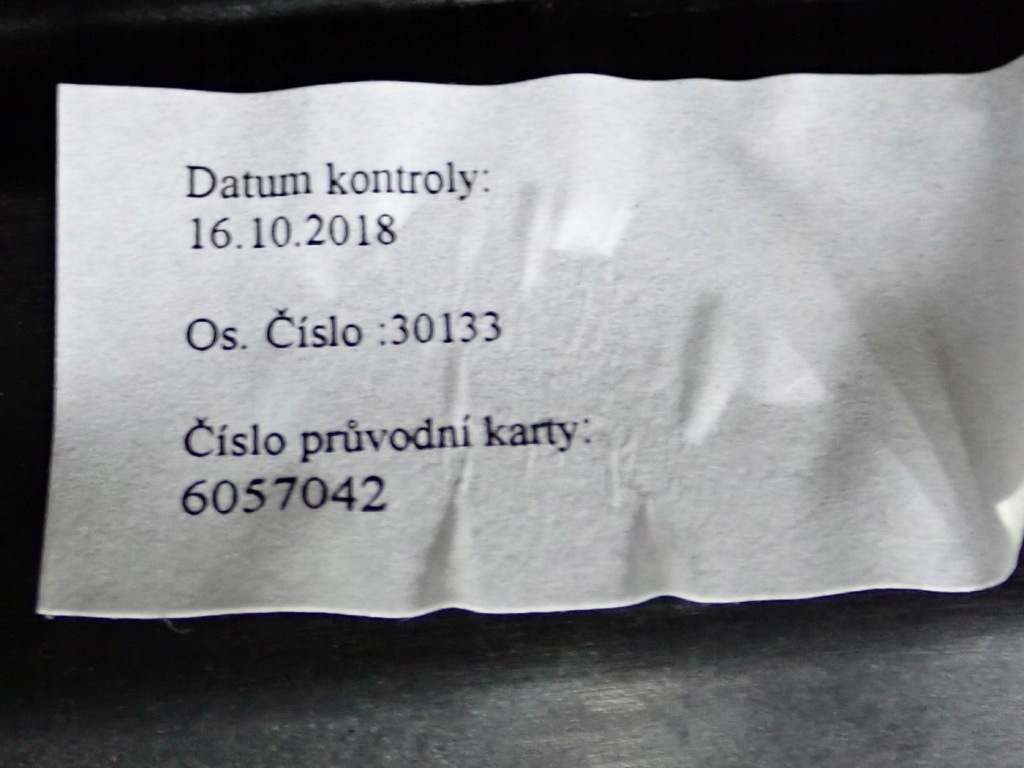 Datum kontroly:
16.10.2018
Os. Číslo :30133
Číslo průvodní karty:
6057042